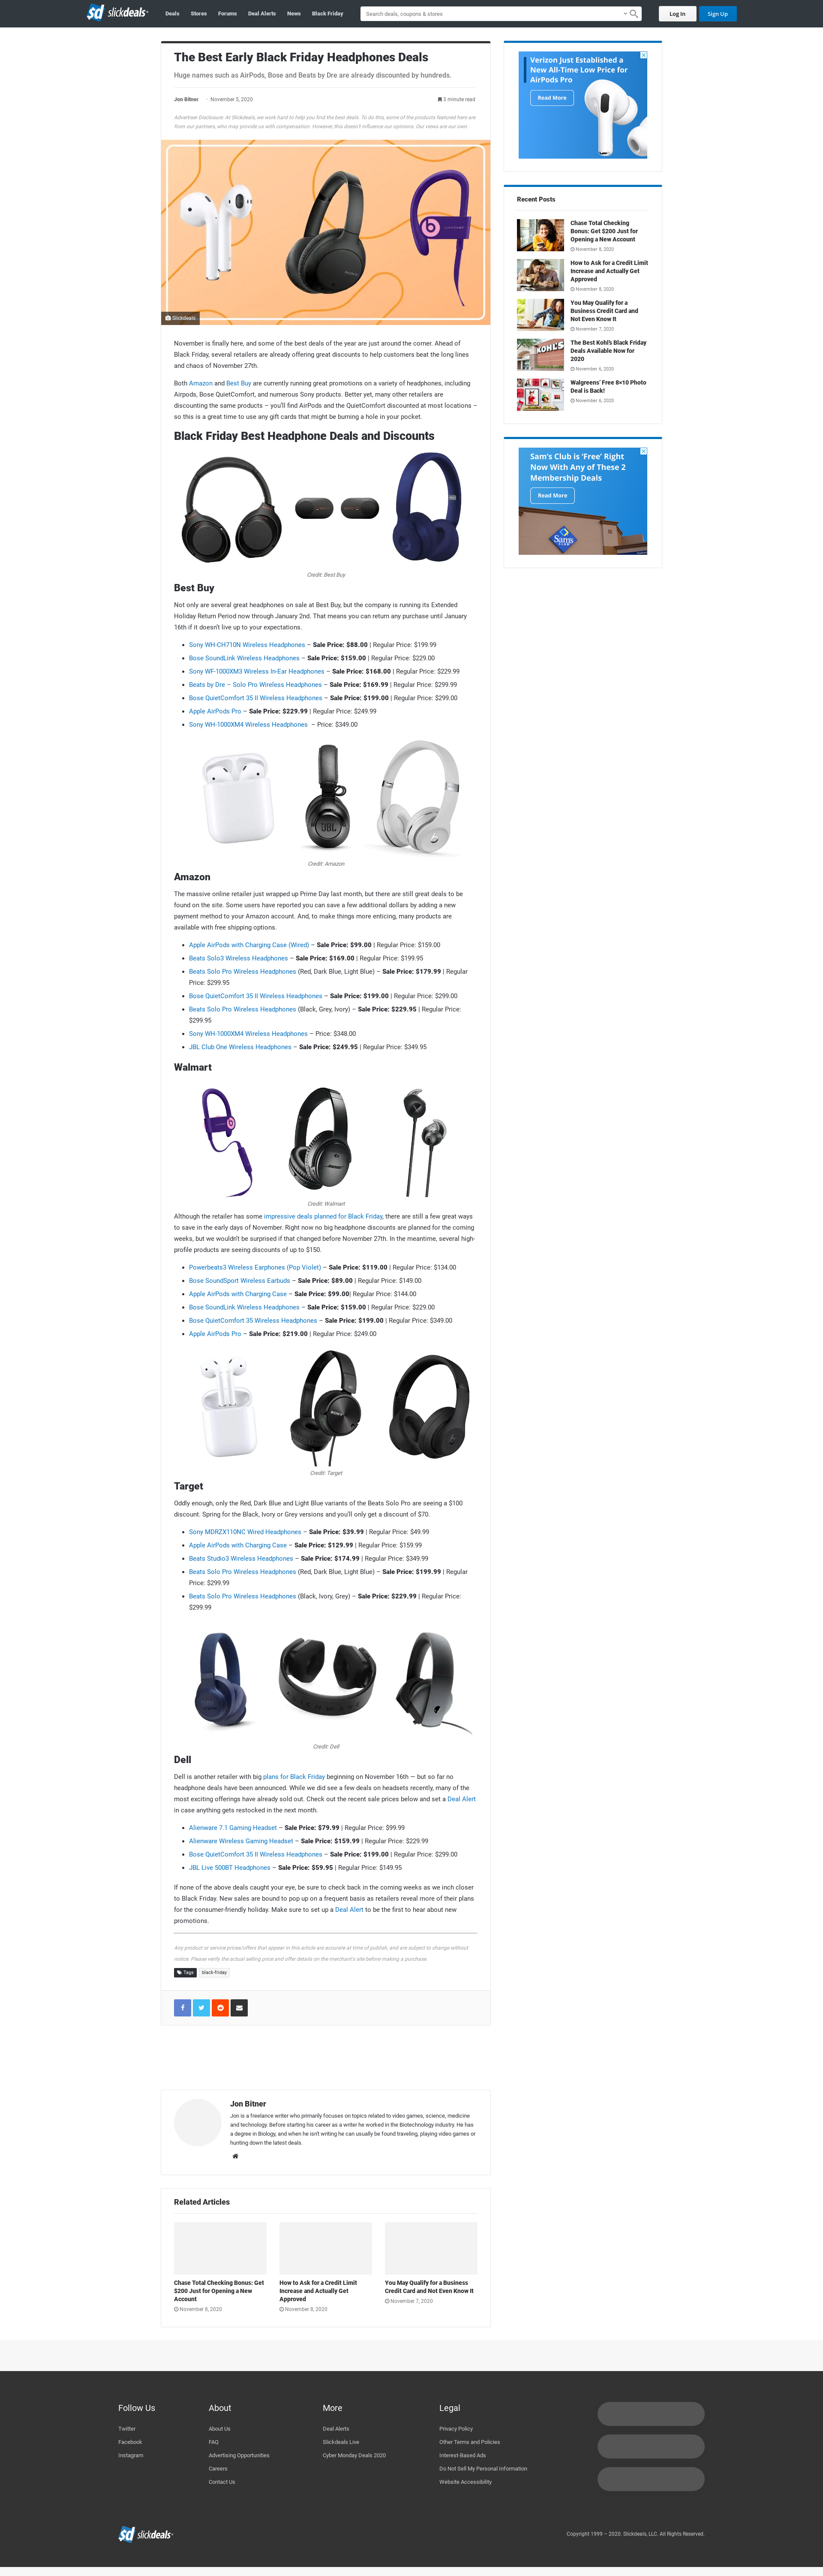 slickdeals
Deals Stores Forums Deal Alerts News Black Friday
Search deals, coupons & stores
Log In
Sign Up
The Best Early Black Friday Headphones Deals
Huge names such as AirPods, Bose and Beats by Dre are already discounted by hundreds.
Jon Bitner - November 5, 2020
3 minute read
Advertiser Disclosure: At Slickdeals, we work hard to help you find the best deals. To do this, some of the products featured here are
from our partners, who may provide us with compensation. However, this doesn't influence our opinions. Our views are our own.
SONY
Slickdeals
November is finally here, and some of the best deals of the year are just around the corner. Ahead of
Black Friday, several retailers are already offering great discounts to help customers beat the long lines
and chaos of November 27th.
Both Amazon and Best Buy are currently running great promotions on a variety of headphones, including
Airpods, Bose QuietComfort, and numerous Sony products. Better yet, many other retailers are
discounting the same products – you'll find AirPods and the QuietComfort discounted at most locations –
so this is a great time to use any gift cards that might be burning a hole in your pocket.
Black Friday Best Headphone Deals and Discounts
Credit: Best Buy
Best Buy
Not only are several great headphones on sale at Best Buy, but the company is running its Extended
Holiday Return Period now through January 2nd. That means you can return any purchase until January
16th if it doesn't live up to your expectations.
Sony WH-CH710N Wireless Headphones – Sale Price: $88.00 | Regular Price: $199.99
Bose SoundLink Wireless Headphones – Sale Price: $159.00 | Regular Price: $229.00
Sony WF-1000XM3 Wireless In-Ear Headphones – Sale Price: $168.00 | Regular Price: $229.99
Beats by Dre – Solo Pro Wireless Headphones – Sale Price: $169.99 | Regular Price: $299.99
Bose QuietComfort 35 II Wireless Headphones – Sale Price: $199.00 | Regular Price: $299.00
Apple AirPods Pro – Sale Price: $229.99 | Regular Price: $249.99
Sony WH-1000XM4 Wireless Headphones – Price: $349.00
JBL
Credit: Amazon
Amazon
The massive online retailer just wrapped up Prime Day last month, but there are still great deals to be
found on the site. Some users have reported you can save a few additional dollars by adding a new
payment method to your Amazon account. And, to make things more enticing, many products are
available with free shipping options.
Apple AirPods with Charging Case (Wired) – Sale Price: $99.00 | Regular Price: $159.00
Beats Solo3 Wireless Headphones – Sale Price: $169.00 | Regular Price: $199.95
Beats Solo Pro Wireless Headphones (Red, Dark Blue, Light Blue) – Sale Price: $179.99 | Regular
Price: $299.95
Bose QuietComfort 35 II Wireless Headphones – Sale Price: $199.00 | Regular Price: $299.00
Beats Solo Pro Wireless Headphones (Black, Grey, Ivory) – Sale Price: $229.95 | Regular Price:
$299.95
Sony WH-1000XM4 Wireless Headphones – Price: $348.00
JBL Club One Wireless Headphones – Sale Price: $249.95 | Regular Price: $349.95
Walmart
Credit: Walmart
Although the retailer has some impressive deals planned for Black Friday, there are still a few great ways
to save in the early days of November. Right now no big headphone discounts are planned for the coming
weeks, but we wouldn't be surprised if that changed before November 27th. In the meantime, several high-
profile products are seeing discounts of up to $150.
Powerbeats3 Wireless Earphones (Pop Violet) – Sale Price: $119.00 | Regular Price: $134.00
Bose SoundSport Wireless Earbuds – Sale Price: $89.00 | Regular Price: $149.00
Apple AirPods with Charging Case – Sale Price: $99.00| Regular Price: $144.00
Bose SoundLink Wireless Headphones – Sale Price: $159.00 | Regular Price: $229.00
Bose QuietComfort 35 Wireless Headphones – Sale Price: $199.00 | Regular Price: $349.00
Apple AirPods Pro – Sale Price: $219.00 | Regular Price: $249.00
SONY
Credit: Target
Target
Oddly enough, only the Red, Dark Blue and Light Blue variants of the Beats Solo Pro are seeing a $100
discount. Spring for the Black, Ivory or Grey versions and you'll only get a discount of $70.
Sony MDRZX110NC Wired Headphones – Sale Price: $39.99 | Regular Price: $49.99
Apple AirPods with Charging Case – Sale Price: $129.99 | Regular Price: $159.99
Beats Studio3 Wireless Headphones – Sale Price: $174.99 | Regular Price: $349.99
Beats Solo Pro Wireless Headphones (Red, Dark Blue, Light Blue) – Sale Price: $199.99 | Regular
Price: $299.99
Beats Solo Pro Wireless Headphones (Black, Ivory, Grey) – Sale Price: $229.99 | Regular Price:
$299.99
Credit: Dell
Dell
Dell is another retailer with big plans for Black Friday beginning on November 16th — but so far no
headphone deals have been announced. While we did see a few deals on headsets recently, many of the
most exciting offerings have already sold out. Check out the recent sale prices below and set a Deal Alert
in case anything gets restocked in the next month.
Alienware 7.1 Gaming Headset – Sale Price: $79.99 | Regular Price: $99.99
Alienware Wireless Gaming Headset – Sale Price: $159.99 | Regular Price: $229.99
Bose QuietComfort 35 II Wireless Headphones – Sale Price: $199.00 | Regular Price: $299.00
JBL Live 500BT Headphones – Sale Price: $59.95 | Regular Price: $149.95
If none of the above deals caught your eye, be sure to check back in the coming weeks as we inch closer
to Black Friday. New sales are bound to pop up on a frequent basis as retailers reveal more of their plans
for the consumer-friendly holiday. Make sure to set up a Deal Alert to be the first to hear about new
promotions.
Any product or service prices/offers that appear in this article are accurate at time of publish, and are subject to change without
notice. Please verify the actual selling price and offer details on the merchant's site before making a purchase.
Tags black-friday
Jon Bitner
Jon is a freelance writer who primarily focuses on topics related to video games, science, medicine
and technology. Before starting his career as a writer he worked in the Biotechnology industry. He has
a degree in Biology, and when he isn't writing he can usually be found traveling, playing video games or
hunting down the latest deals.
Related Articles
Chase Total Checking Bonus: Get
$200 Just for Opening a New
Account
November 8, 2020
How to Ask for a Credit Limit
Increase and Actually Get
Approved
November 8, 2020
You May Qualify for a Business
Credit Card and Not Even Know It
November 7, 2020
Verizon Just Established a
New All-Time Low Price for
AirPods Pro
Read More
Recent Posts
Chase Total Checking
Bonus: Get $200 Just for
Opening a New Account
November 8, 2020
How to Ask for a Credit Limit
Increase and Actually Get
Approved
November 8, 2020
You May Qualify for a
Business Credit Card and
Not Even Know It
November 7, 2020
KOHL'S
The Best Kohl's Black Friday
Deals Available Now for
2020
November 6, 2020
Walgreens' Free 8×10 Photo
Deal is Back!
November 6, 2020
Sam's Club is 'Free' Right
Now With Any of These 2
Membership Deals
Read More
Sam's
Follow Us
Twitter
Facebook
Instagram
About
About Us
FAQ
Advertising Opportunities
Careers
Contact Us
More
Deal Alerts
Slickdeals Live
Cyber Monday Deals 2020
Legal
Privacy Policy
Other Terms and Policies
Interest-Based Ads
Do Not Sell My Personal Information
Website Accessibility
slickdeals
Copyright 1999 – 2020. Slickdeals, LLC. All Rights Reserved.